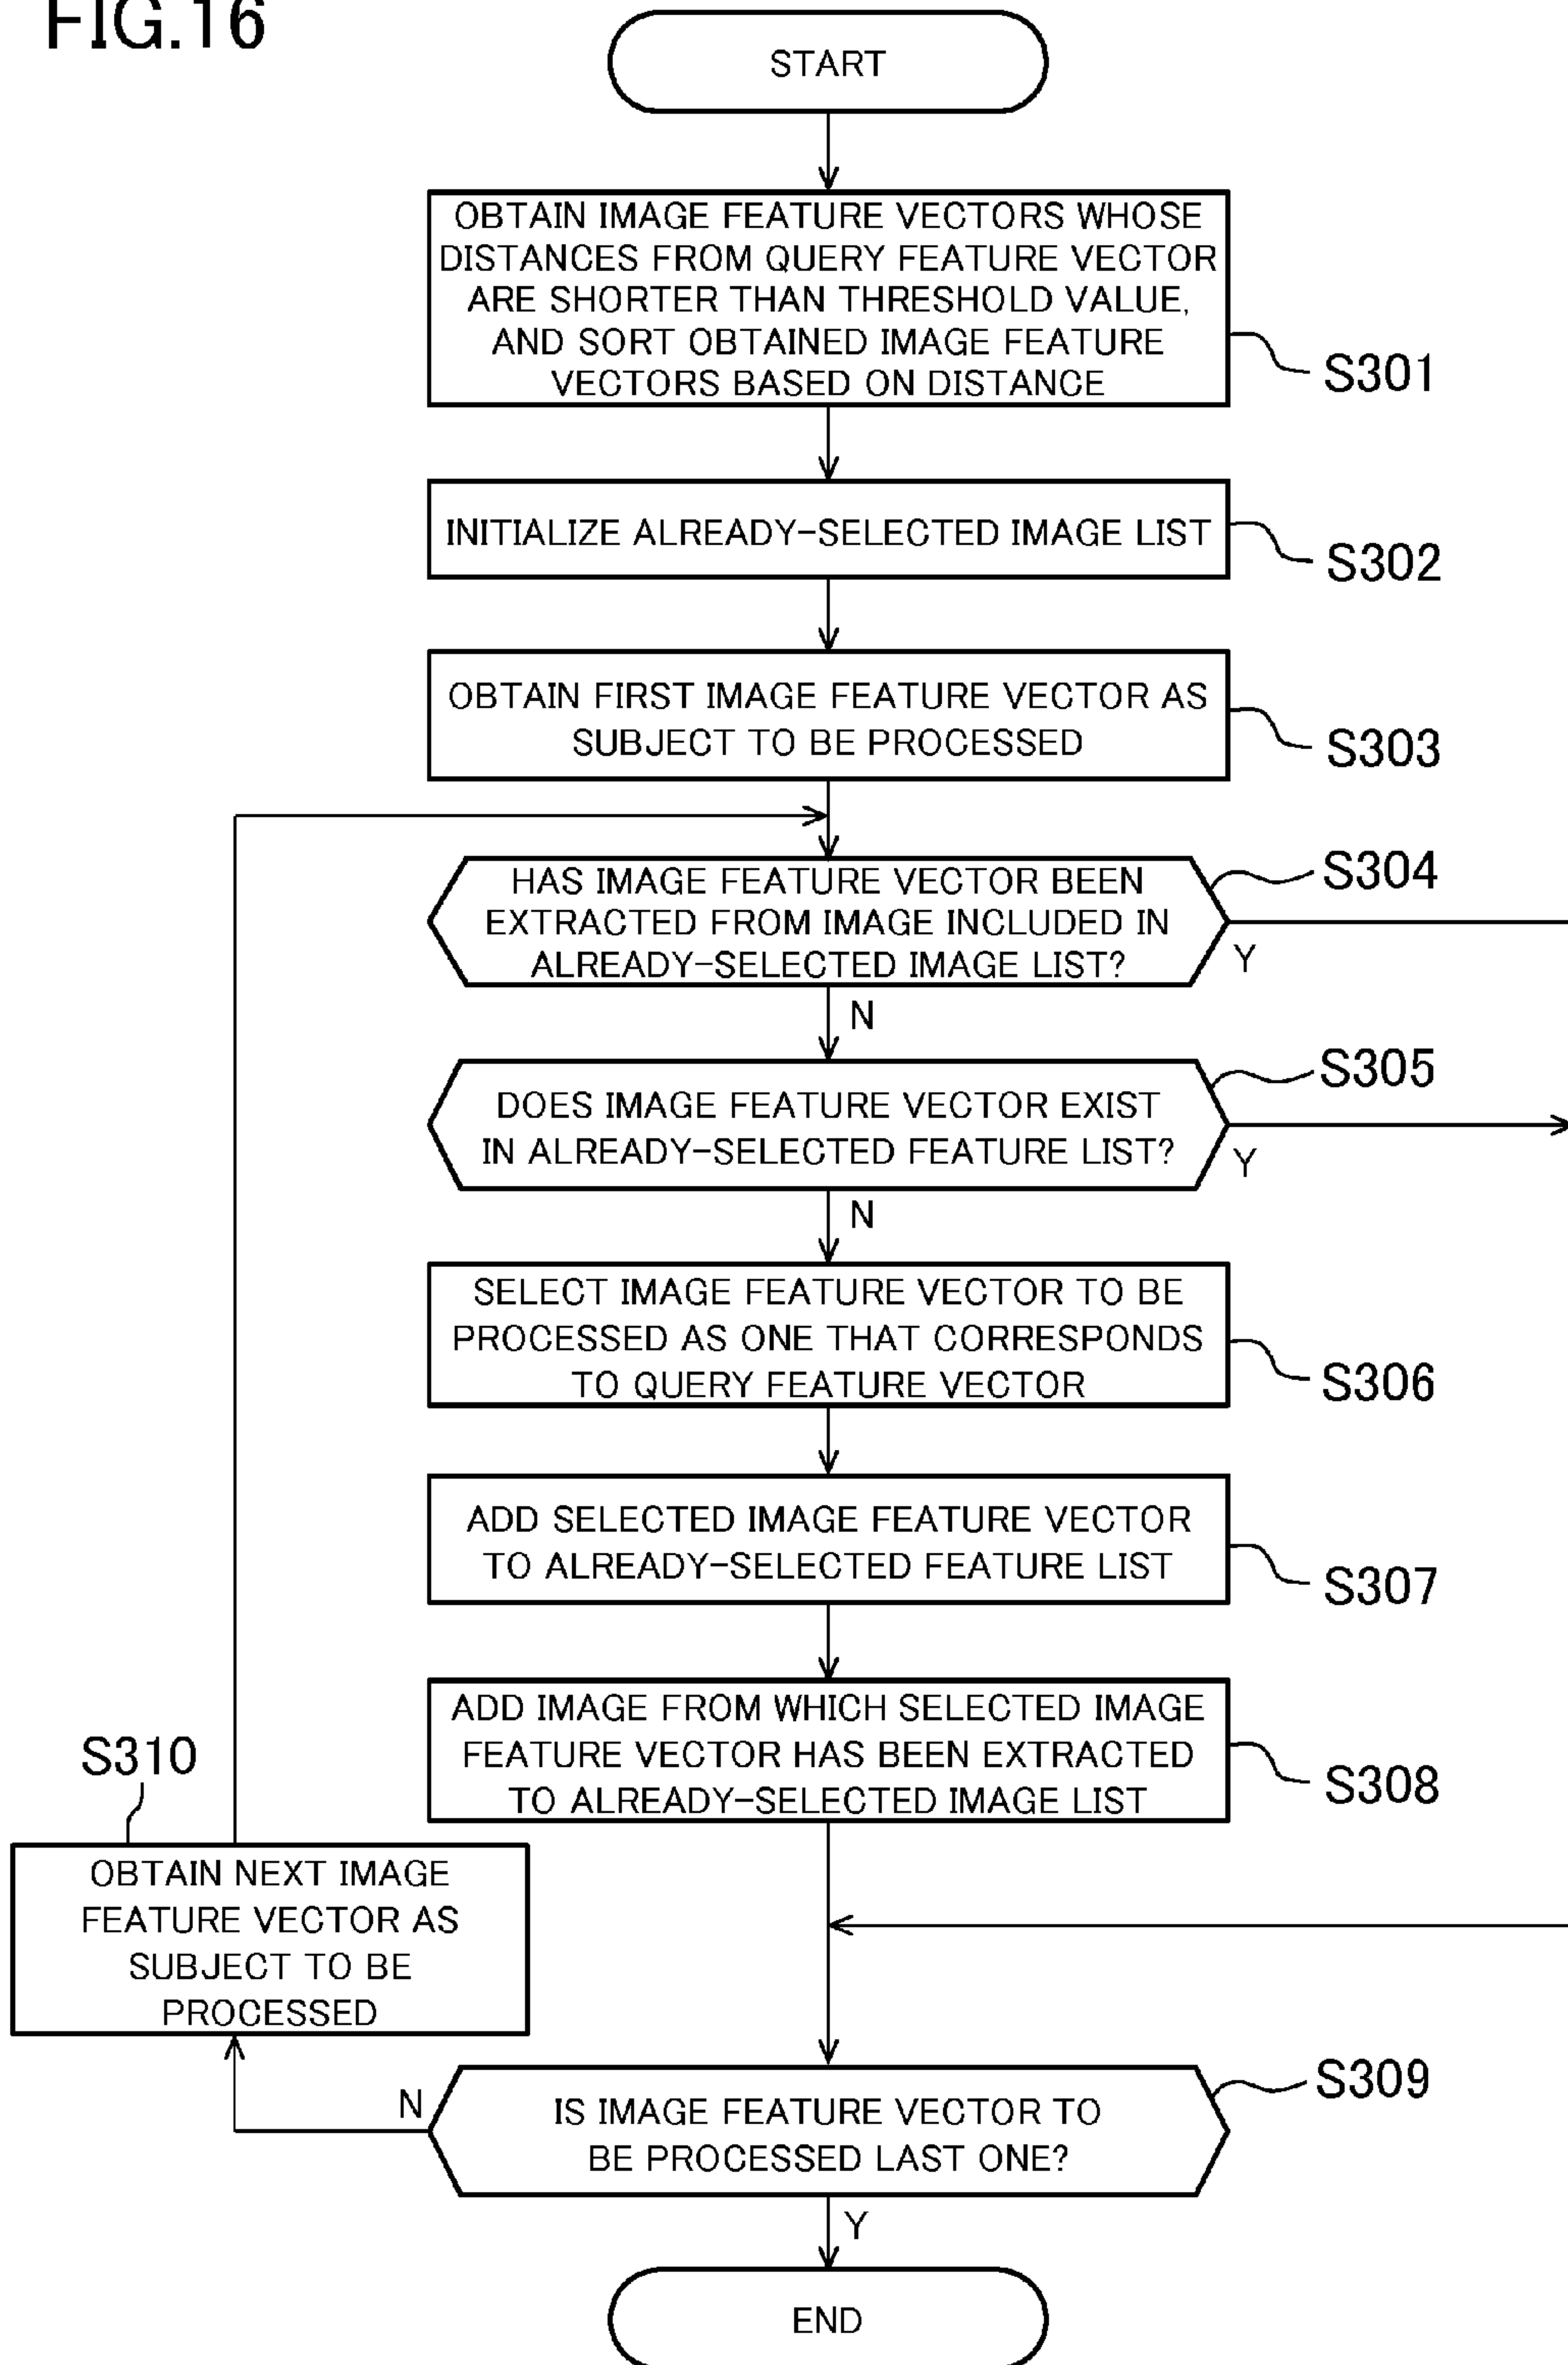 FIG.16
START
OBTAIN IMAGE FEATURE VECTORS WHOSE
DISTANCES FROM QUERY FEATURE VECTOR
ARE SHORTER THAN THRESHOLD VALUE,
AND SORT OBTAINED IMAGE FEATURE
VECTORS BASED ON DISTANCE
S301
INITIALIZE ALREADY-SELECTED IMAGE LIST
S302
OBTAIN FIRST IMAGE FEATURE VECTOR AS
SUBJECT TO BE PROCESSED
S303
HAS IMAGE FEATURE VECTOR BEEN
EXTRACTED FROM IMAGE INCLUDED IN
ALREADY-SELECTED IMAGE LIST?
S304
Y
N
DOES IMAGE FEATURE VECTOR EXIST
IN ALREADY-SELECTED FEATURE LIST?
S305
Y
N
SELECT IMAGE FEATURE VECTOR TO BE
PROCESSED AS ONE THAT CORRESPONDS
TO QUERY FEATURE VECTOR
S306
ADD SELECTED IMAGE FEATURE VECTOR
TO ALREADY-SELECTED FEATURE LIST
S307
ADD IMAGE FROM WHICH SELECTED IMAGE
FEATURE VECTOR HAS BEEN EXTRACTED
TO ALREADY-SELECTED IMAGE LIST
S308
S310
OBTAIN NEXT IMAGE
FEATURE VECTOR AS
SUBJECT TO BE
PROCESSED
IS IMAGE FEATURE VECTOR TO
BE PROCESSED LAST ONE?
S309
N
Y
END